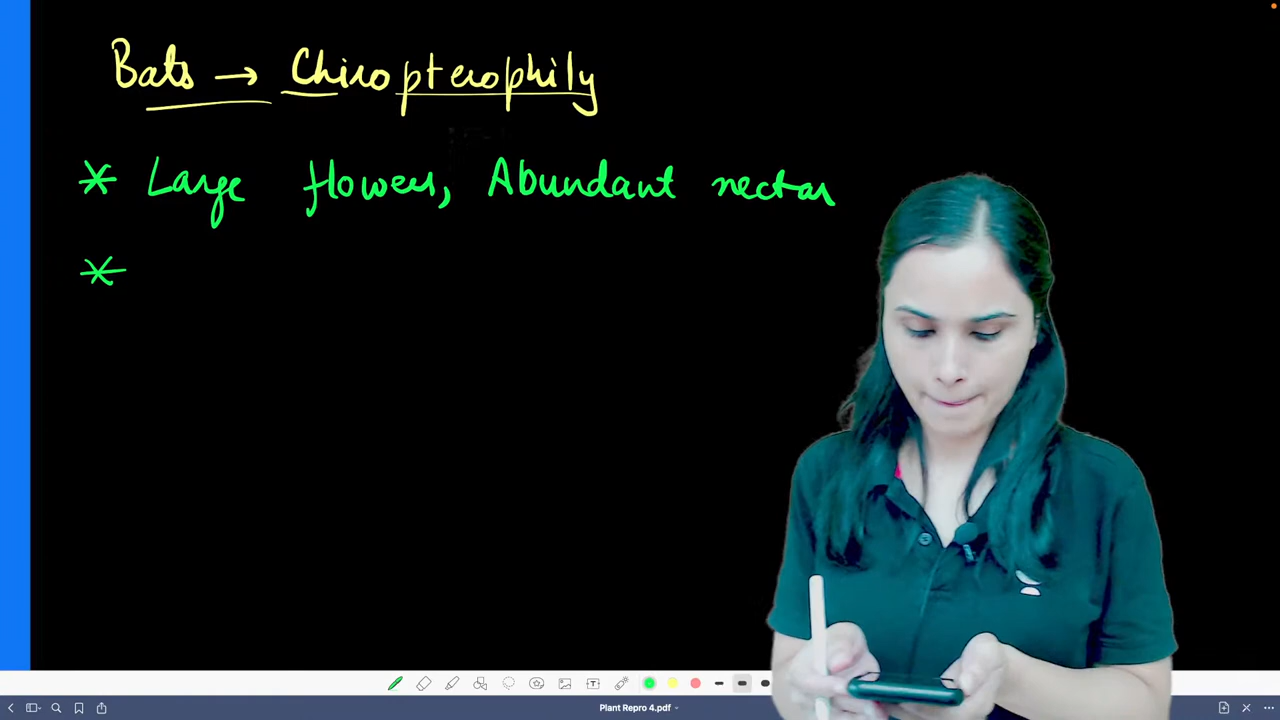 Bats → Chiropterophily
* Large flowers, Abundant nectar
*
Plant Repro 4.pdf